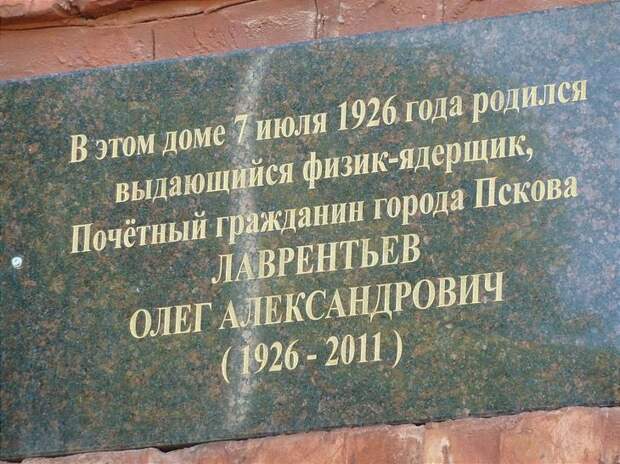 В этом доме 7 июля 1926 года родился
выдающийся физик-ядерщик,
Почётный гражданин города Пскова
ЛАВРЕНТЬЕВ
ОЛЕГ АЛЕКСАНДРОВИЧ
( 1926 - 2011 )